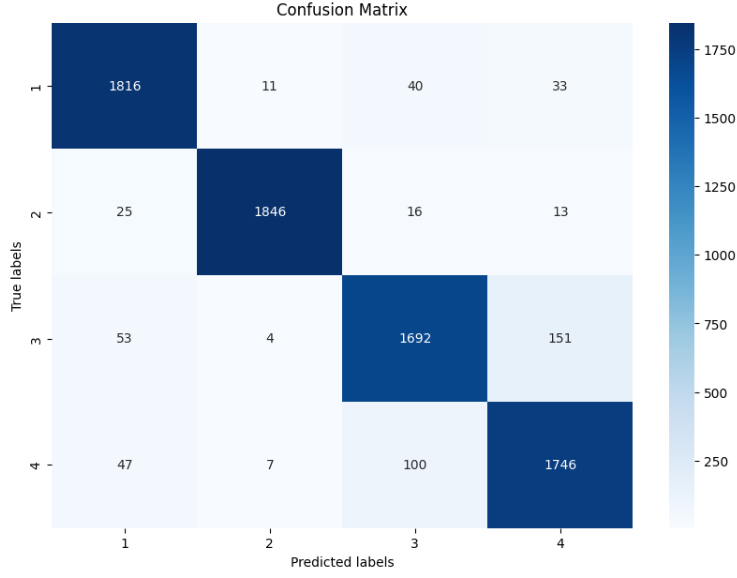 Confusion Matrix
1 1816 11 40 33
2 25 1846 16 13
3 53 4 1692 151
4 47 7 100 1746
1 2 3 4
Predicted labels
True labels
1750
1500
1250
1000
750
500
250